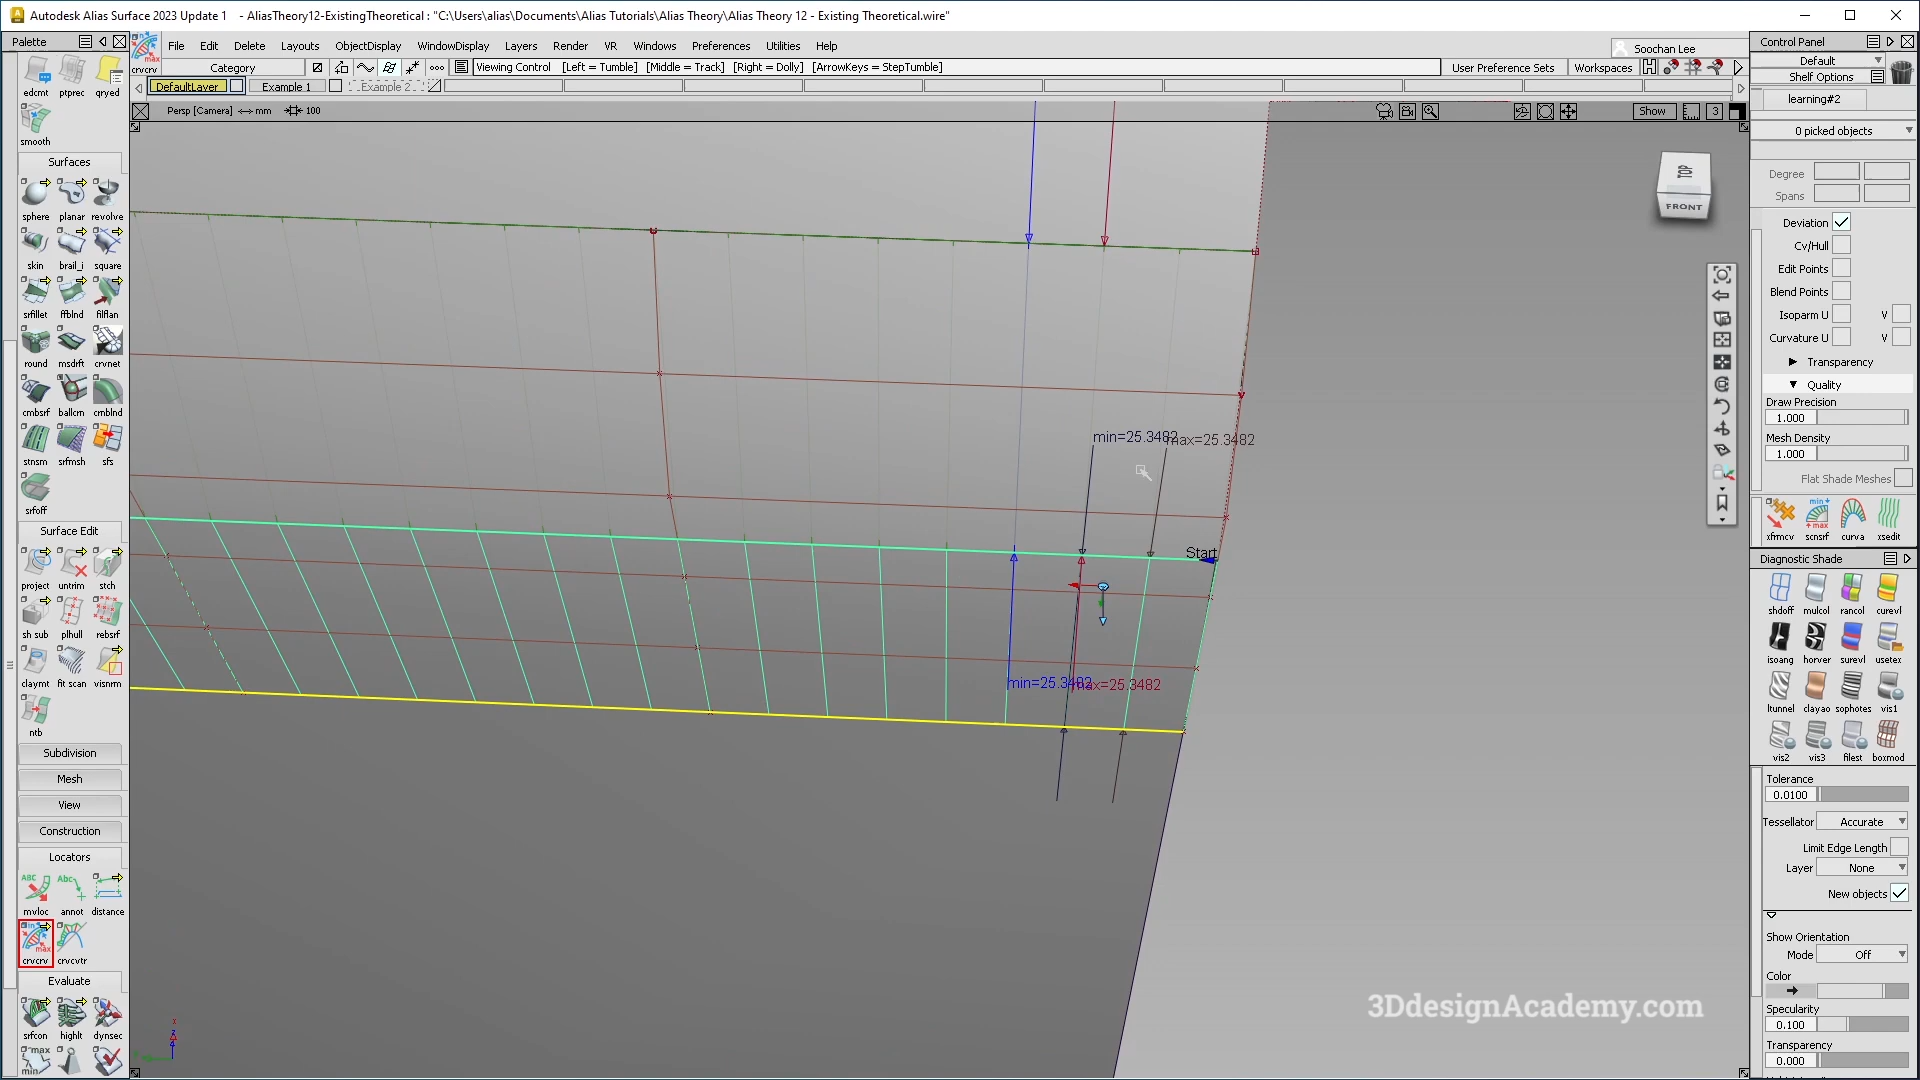 Autodesk Alias Surface 2023 Update 1 - AliasTheory12-ExistingTheoretical : "C:\Users\alias\Documents\Alias Tutorials\Alias Theory\Alias Theory 12 - Existing Theoretical.wire"
Palette
crvcrv
File Edit Delete Layouts ObjectDisplay WindowDisplay Layers Render VR Windows Preferences Utilities Help
Soochan Lee
Category
Viewing Control [Left = Tumble] [Middle = Track] [Right = Dolly] [ArrowKeys = StepTumble]
User Preference Sets Workspaces
DefaultLayer Example 1 Example 2
Persp [Camera] <-> mm 100
Show 3
edcmt ptprec qryed
smooth
Surfaces
sphere planar revolve
skin brail_i square
srfillet ffblnd filflan
round msdrft crvnet
cmbsrf ballcrn crnblnd
stnsm srfmsh sfs
srfoff
Surface Edit
project untrim stch
sh sub plhull rebsrf
claymt fit scan visnrm
ntb
Subdivision
Mesh
View
Construction
Locators
mvloc annot distance
crvcrv crvcvtr
Evaluate
srfcon highlt dynsec
TOP
FRONT
min=25.3482
max=25.3482
Start
min=25.3482
max=25.3482
3DdesignAcademy.com
Control Panel
Default
Shelf Options
learning#2
0 picked objects
Degree
Spans
Deviation
Cv/Hull
Edit Points
Blend Points
Isoparm U V
Curvature U V
Transparency
Quality
Draw Precision
1.000
Mesh Density
1.000
Flat Shade Meshes
xfrmcv scnsrf curva xsedit
Diagnostic Shade
shdoff mulcol rancol curevl
isoang horver surevl usetex
ltunnel clayao sophotes vis1
vis2 vis3 filest boxmod
Tolerance
0.0100
Tessellator Accurate
Limit Edge Length
Layer None
New objects
Show Orientation
Mode Off
Color
Specularity
0.100
Transparency
0.000